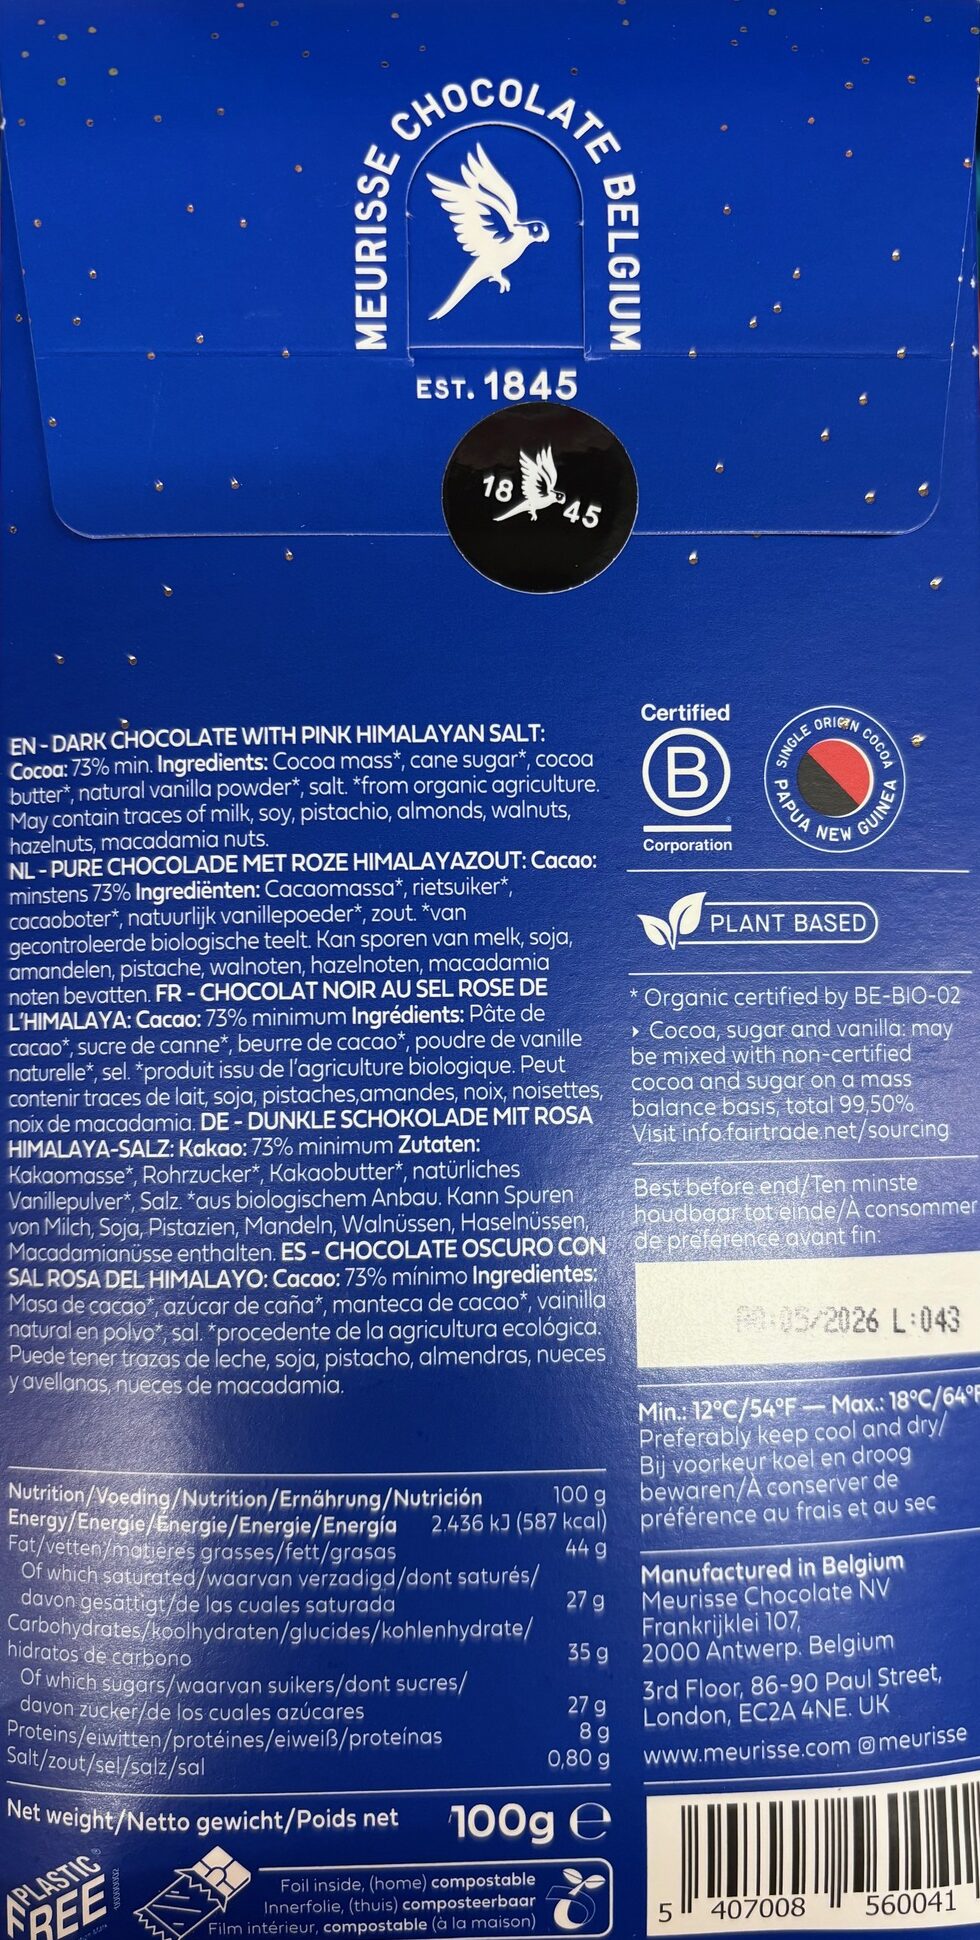 MEURISSE CHOCOLATE BELGIUM
EST. 1845
18 45
EN - DARK CHOCOLATE WITH PINK HIMALAYAN SALT:
Cocoa: 73% min. Ingredients: Cocoa mass*, cane sugar*, cocoa
butter*, natural vanilla powder*, salt. *from organic agriculture.
May contain traces of milk, soy, pistachio, almonds, walnuts,
hazelnuts, macadamia nuts.
NL - PURE CHOCOLADE MET ROZE HIMALAYAZOUT: Cacao:
minstens 73% Ingrediënten: Cacaomassa*, rietsuiker*,
cacaoboter*, natuurlijk vanillepoeder*, zout. *van
gecontroleerde biologische teelt. Kan sporen van melk, soja,
amandelen, pistache, walnoten, hazelnoten, macadamia
noten bevatten. FR - CHOCOLAT NOIR AU SEL ROSE DE
L'HIMALAYA: Cacao: 73% minimum Ingrédients: Pâte de
cacao*, sucre de canne*, beurre de cacao*, poudre de vanille
naturelle*, sel. *produit issu de l'agriculture biologique. Peut
contenir traces de lait, soja, pistaches,amandes, noix, noisettes,
noix de macadamia. DE - DUNKLE SCHOKOLADE MIT ROSA
HIMALAYA-SALZ: Kakao: 73% minimum Zutaten:
Kakaomasse*, Rohrzucker*, Kakaobutter*, natürliches
Vanillepulver*, Salz. *aus biologischem Anbau. Kann Spuren
von Milch, Soja, Pistazien, Mandeln, Walnüssen, Haselnüssen,
Macadamianüsse enthalten. ES - CHOCOLATE OSCURO CON
SAL ROSA DEL HIMALAYO: Cacao: 73% mínimo Ingredientes:
Masa de cacao*, azúcar de caña*, manteca de cacao*, vainilla
natural en polvo*, sal. *procedente de la agricultura ecológica.
Puede tener trazas de leche, soja, pistacho, almendras, nueces
y avellanas, nueces de macadamia.
Nutrition/Voeding/Nutrition/Ernährung/Nutrición 100 g
Energy/Energie/Énergie/Energie/Energía 2.436 kJ (587 kcal)
Fat/vetten/matières grasses/fett/grasas 44 g
Of which saturated/waarvan verzadigd/dont saturés/
davon gesättigt/de las cuales saturada 27 g
Carbohydrates/koolhydraten/glucides/kohlenhydrate/
hidratos de carbono 35 g
Of which sugars/waarvan suikers/dont sucres/
davon zucker/de los cuales azúcares 27 g
Proteins/eiwitten/protéines/eiweiß/proteínas 8 g
Salt/zout/sel/salz/sal 0,80 g
Net weight/Netto gewicht/Poids net 100g ℮
PLASTIC
FREE
Foil inside, (home) compostable
Innerfolie, (thuis) composteerbaar
Film intérieur, compostable (à la maison)
Certified
B
®
Corporation
SINGLE ORIGIN COCOA
PAPUA NEW GUINEA
PLANT BASED
* Organic certified by BE-BIO-02
‣ Cocoa, sugar and vanilla: may
be mixed with non-certified
cocoa and sugar on a mass
balance basis, total 99,50%
Visit info.fairtrade.net/sourcing
Best before end/Ten minste
houdbaar tot einde/À consommer
de préférence avant fin:
05/2026 L:043
Min.: 12°C/54°F — Max.: 18°C/64°F
Preferably keep cool and dry/
Bij voorkeur koel en droog
bewaren/À conserver de
préférence au frais et au sec
Manufactured in Belgium
Meurisse Chocolate NV
Frankrijklei 107,
2000 Antwerp. Belgium
3rd Floor, 86-90 Paul Street,
London, EC2A 4NE. UK
www.meurisse.com @meurisse
5 407008 560041